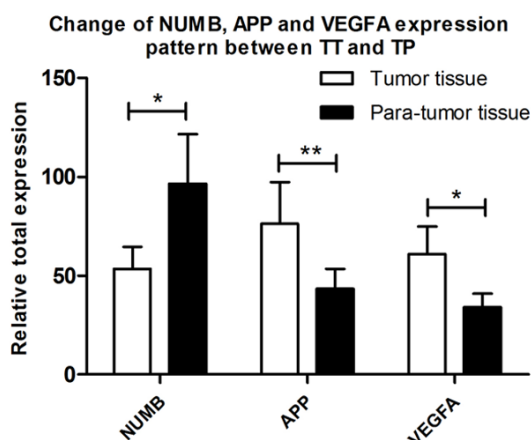 Change of NUMB, APP and VEGFA expression
pattern between TT and TP
Relative total expression
150
100
50
0
Tumor tissue
Para-tumor tissue
*
**
*
NUMB
APP
VEGFA